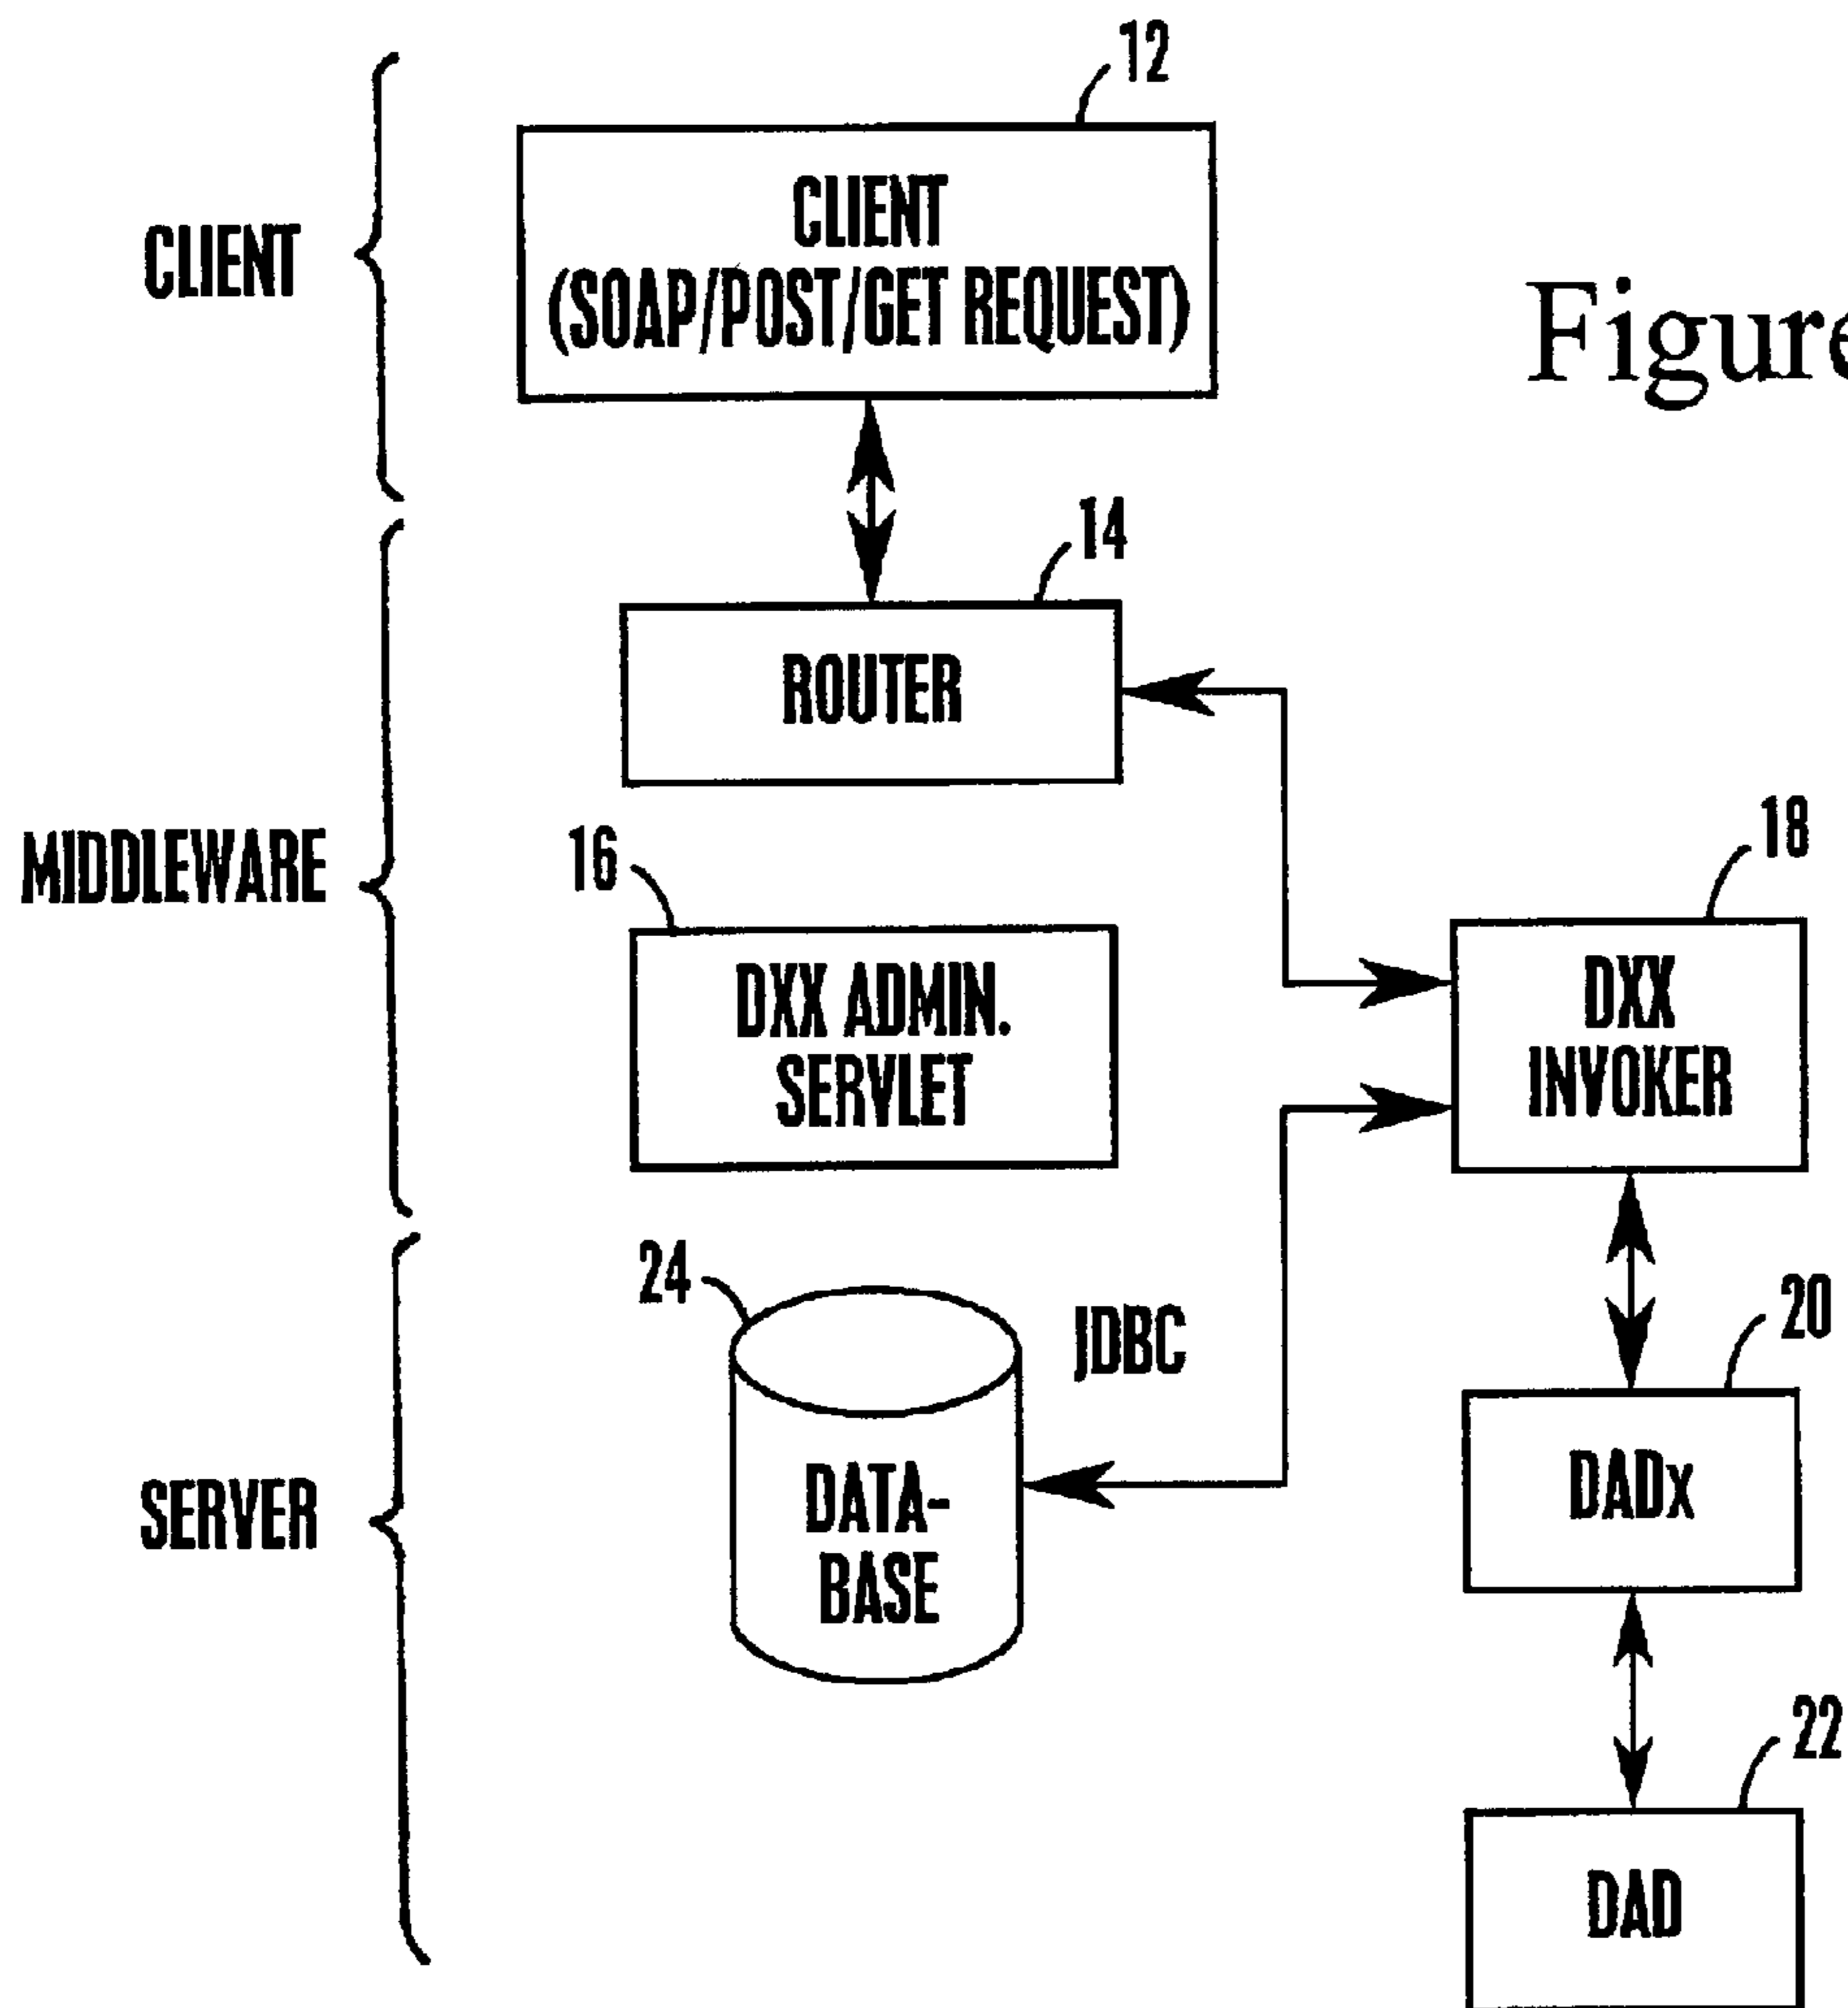 12
CLIENT
CLIENT
(SOAP/POST/GET REQUEST)
Figure
14
ROUTER
MIDDLEWARE
16
18
DXX ADMIN.
SERVLET
DXX
INVOKER
24
JDBC
20
SERVER
DATA-
BASE
DADx
22
DAD